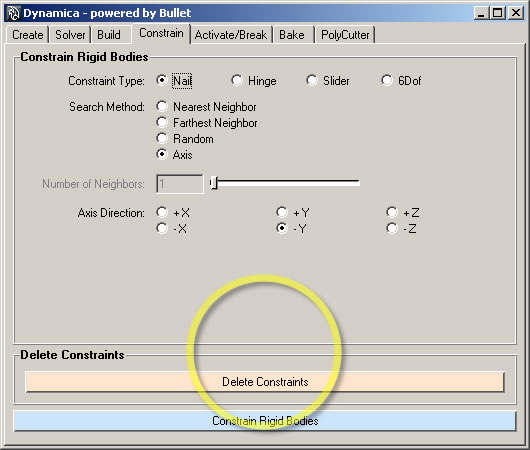 Dynamica - powered by Bullet
Create Solver Build Constrain Activate/Break Bake PolyCutter
Constrain Rigid Bodies
Constraint Type: Nail Hinge Slider 6Dof
Search Method: Nearest Neighbor
Farthest Neighbor
Random
Axis
Number of Neighbors: 1
Axis Direction: +X +Y +Z
-X -Y -Z
Delete Constraints
Delete Constraints
Constrain Rigid Bodies